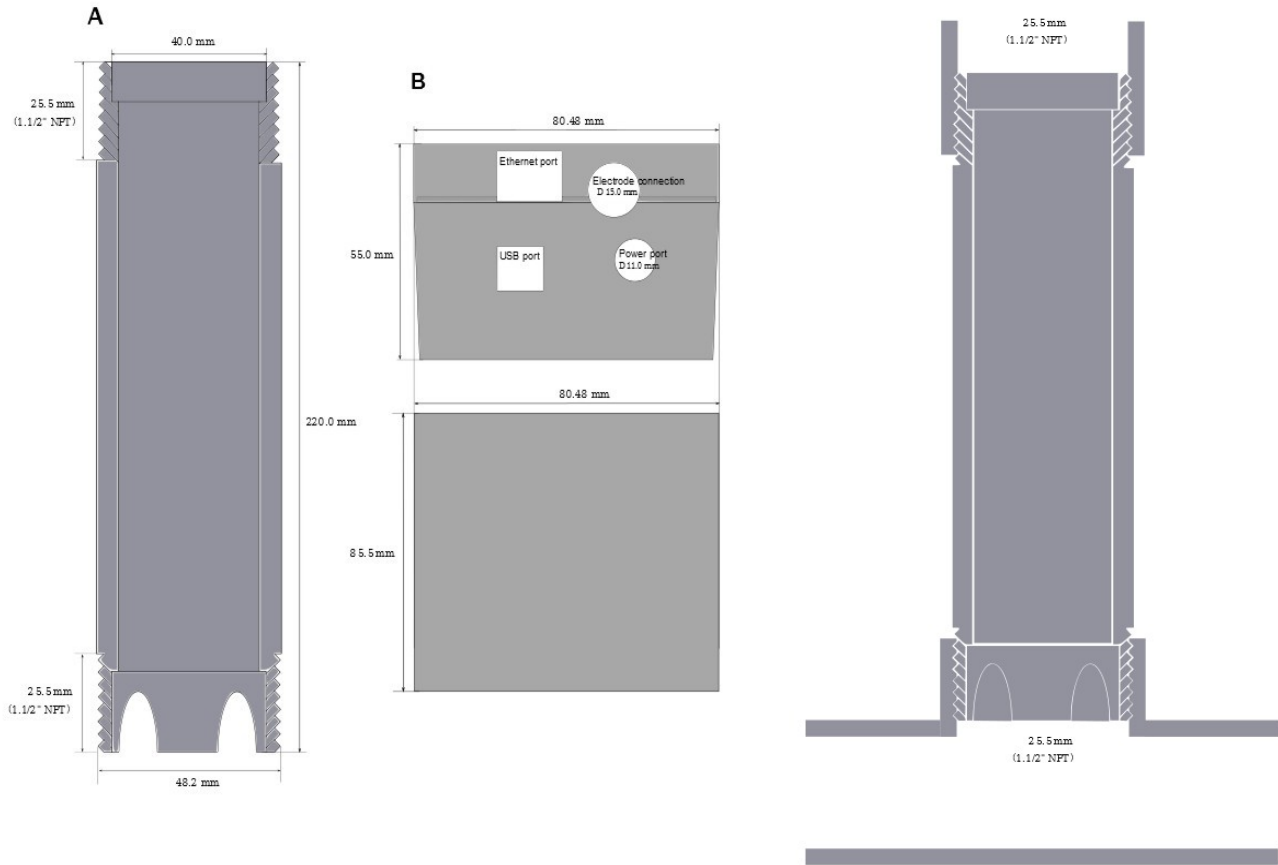 A
40.0 mm
25.5 mm
(1.1/2" NPT)
220.0 mm
25.5 mm
(1.1/2" NPT)
48.2 mm
B
80.48 mm
Ethernet port
Electrode connection
D 15.0 mm
55.0 mm
USB port
Power port
D 11.0 mm
80.48 mm
85.5 mm
25.5 mm
(1.1/2" NPT)
25.5 mm
(1.1/2" NPT)